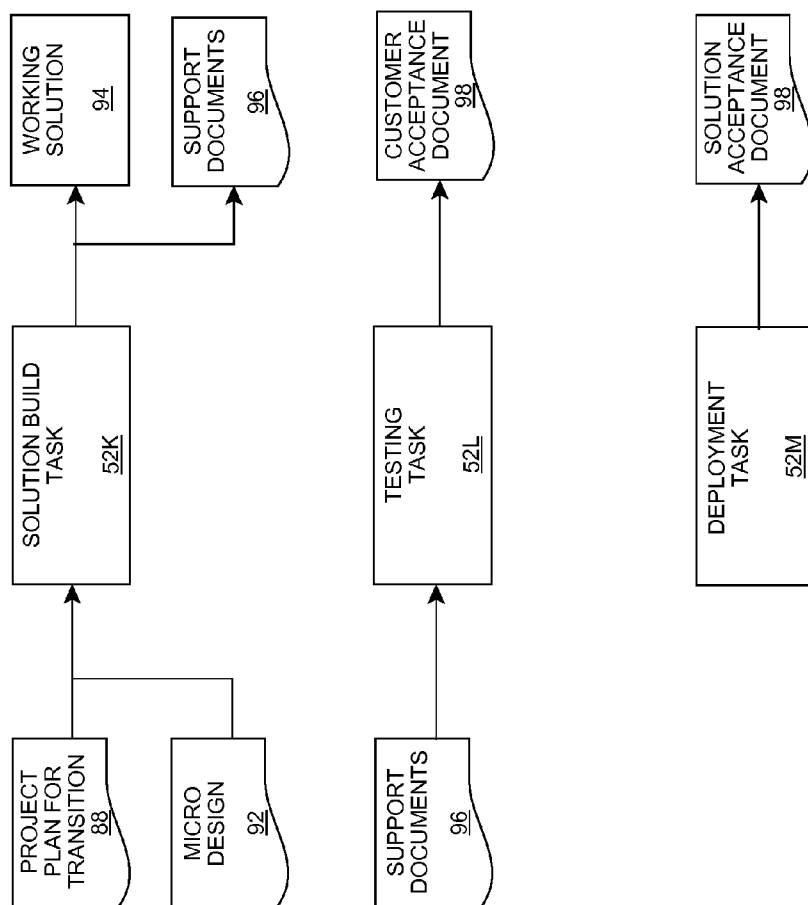 PROJECT
PLAN FOR
TRANSITION
88
MICRO
DESIGN
92
SOLUTION BUILD
TASK
52K
WORKING
SOLUTION
94
SUPPORT
DOCUMENTS
96
SUPPORT
DOCUMENTS
96
TESTING
TASK
52L
CUSTOMER
ACCEPTANCE
DOCUMENT
98
DEPLOYMENT
TASK
52M
SOLUTION
ACCEPTANCE
DOCUMENT
98